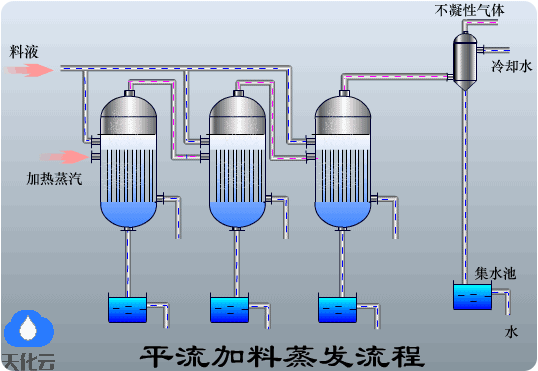 不凝性气体
料液
冷却水
加热蒸汽
集水池
水
天化云
平流加料蒸发流程